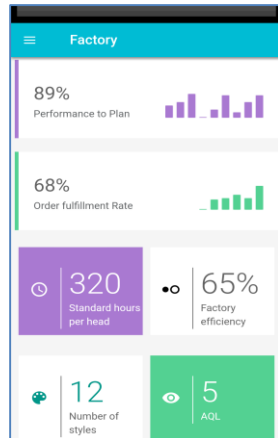 Factory
89%
Performance to Plan
68%
Order fulfillment Rate
320
Standard hours
per head
65%
Factory
efficiency
12
Number of
styles
5
AQL